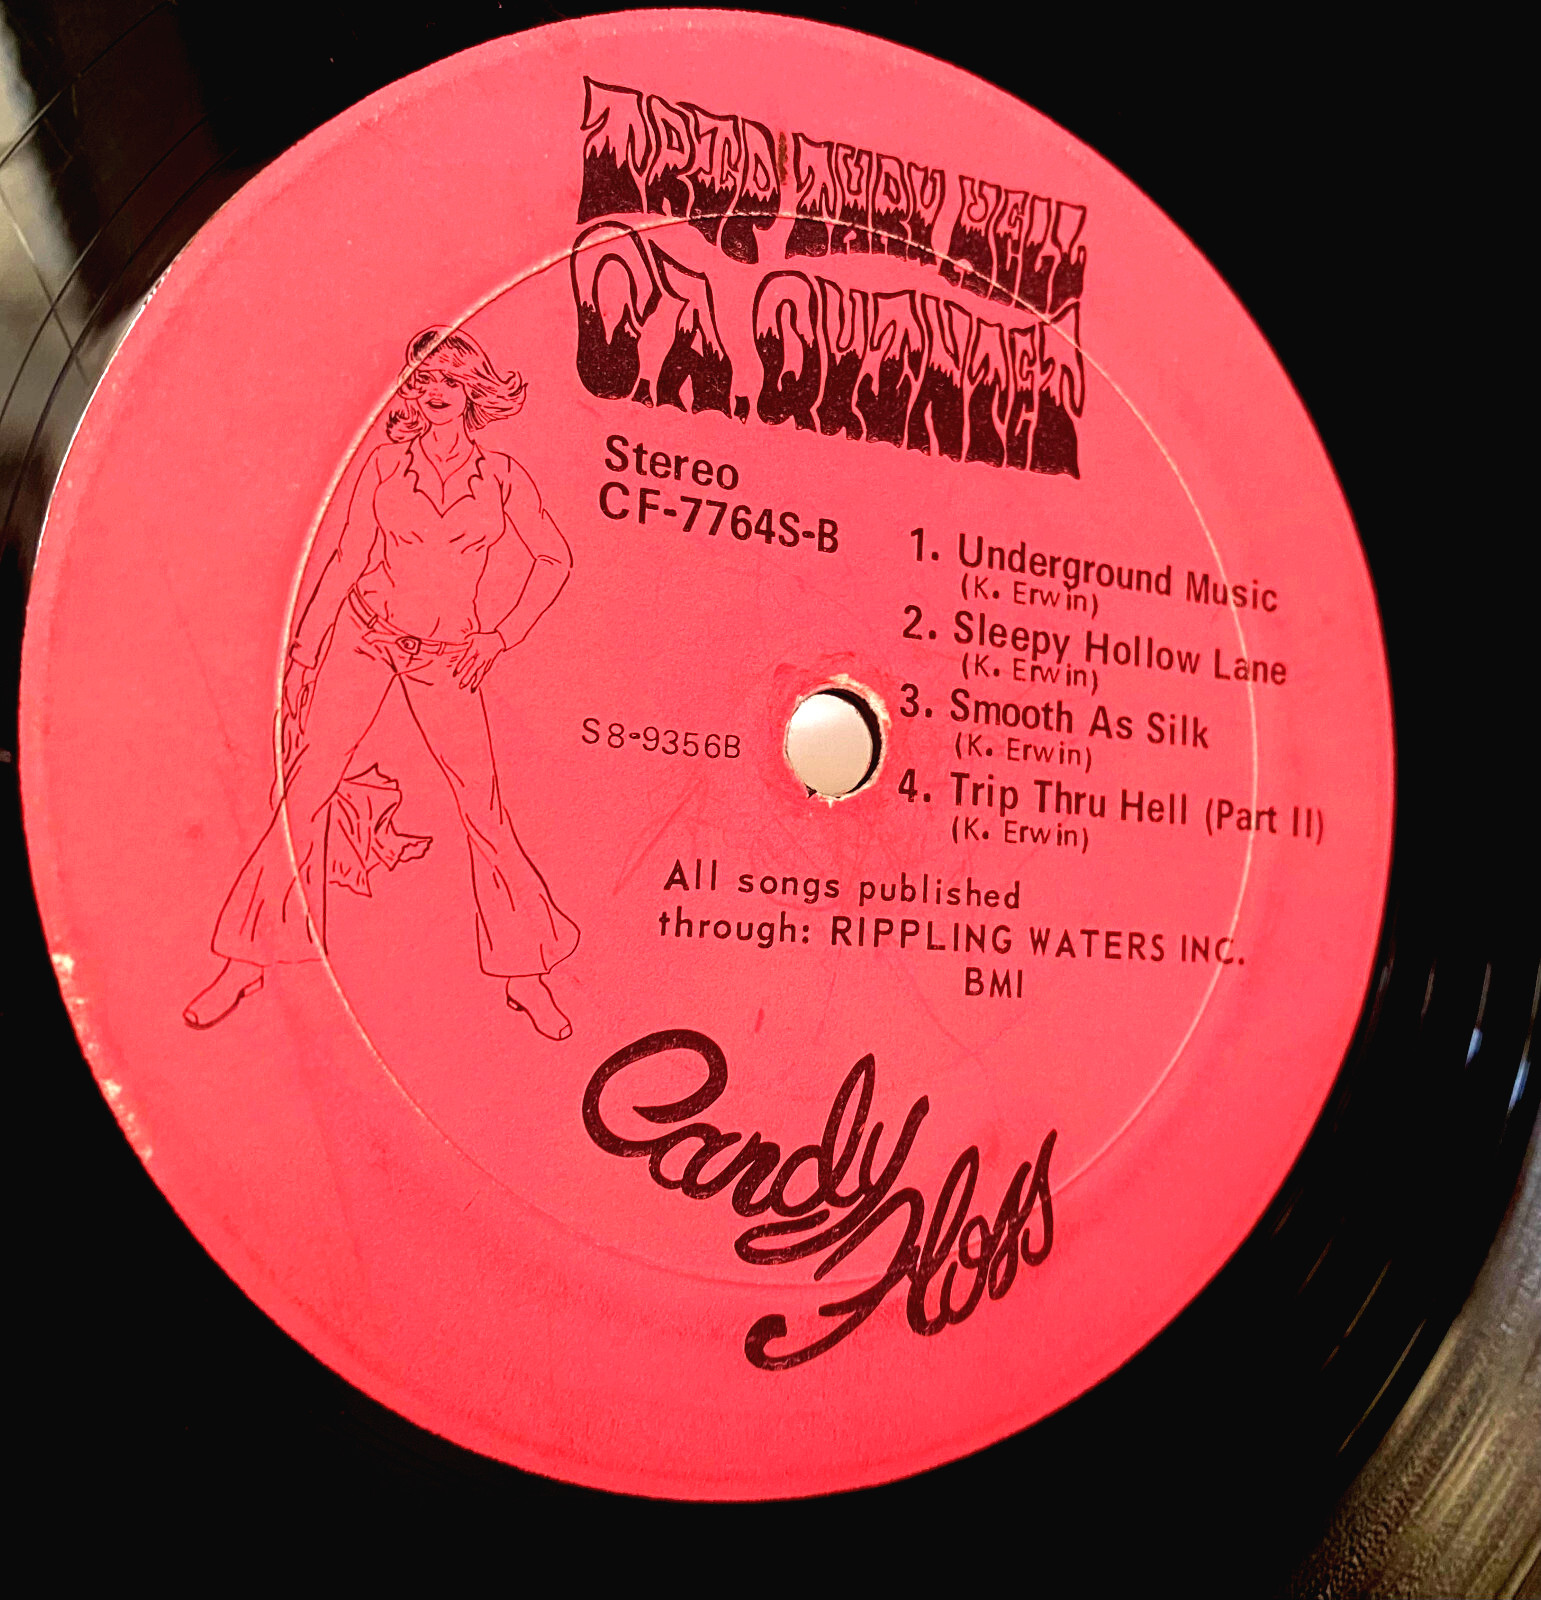 TRIP THRU HELL
C.A. QUINTET
Stereo
CF-7764S-B
1. Underground Music
(K. Erwin)
2. Sleepy Hollow Lane
(K. Erwin)
3. Smooth As Silk
(K. Erwin)
S8-9356B
4. Trip Thru Hell (Part II)
(K. Erwin)
All songs published
through: RIPPLING WATERS INC.
BMI
Candy
Floss